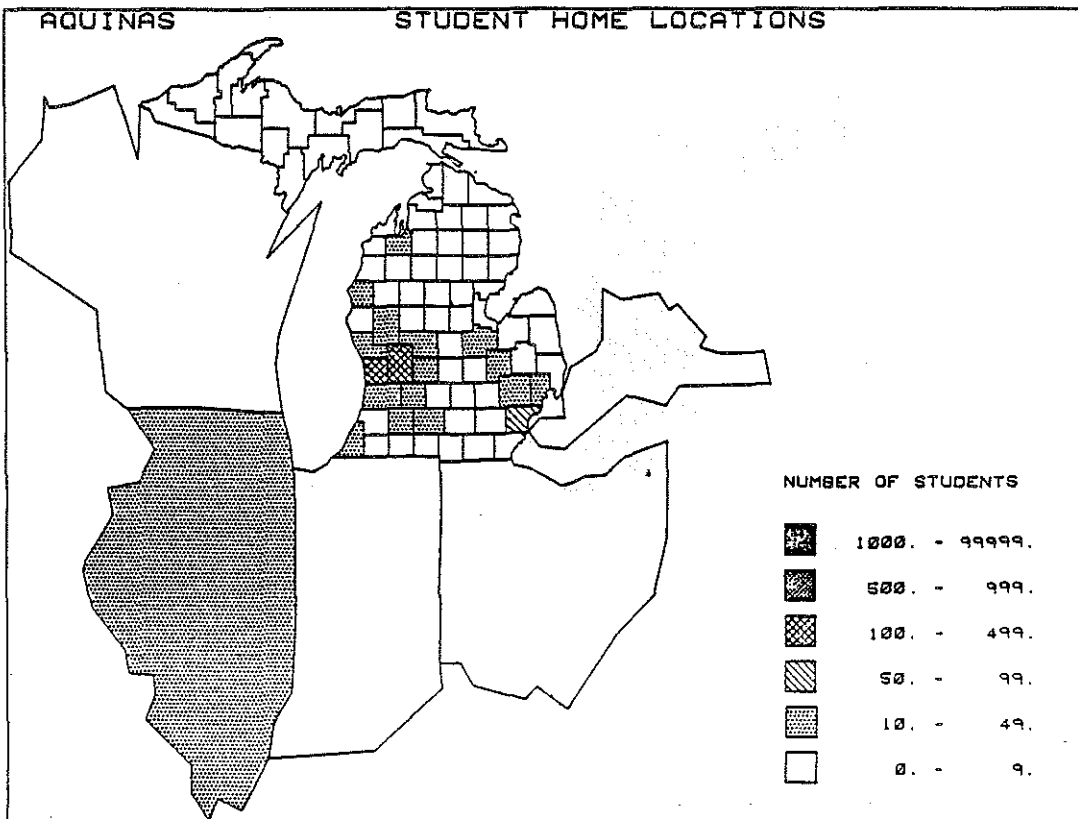 AQUINAS STUDENT HOME LOCATIONS
NUMBER OF STUDENTS
1000. - 99999.
500. - 999.
100. - 499.
50. - 99.
10. - 49.
0. - 9.